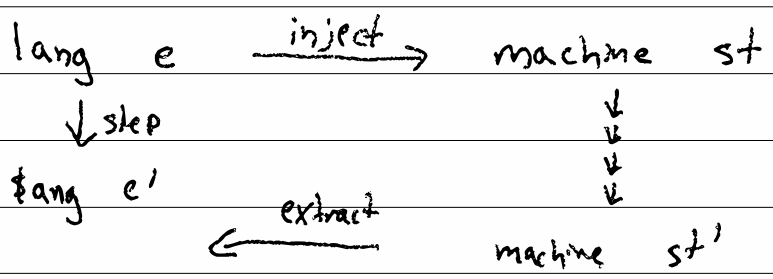 lang e inject machine st
step
$ang e'
extract
machine st'